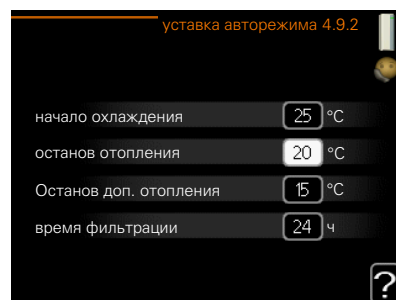 уставка авторежима 4.9.2
начало охлаждения 25 °C
останов отопления 20 °C
Останов доп. отопления 15 °C
время фильтрации 24 ч
?